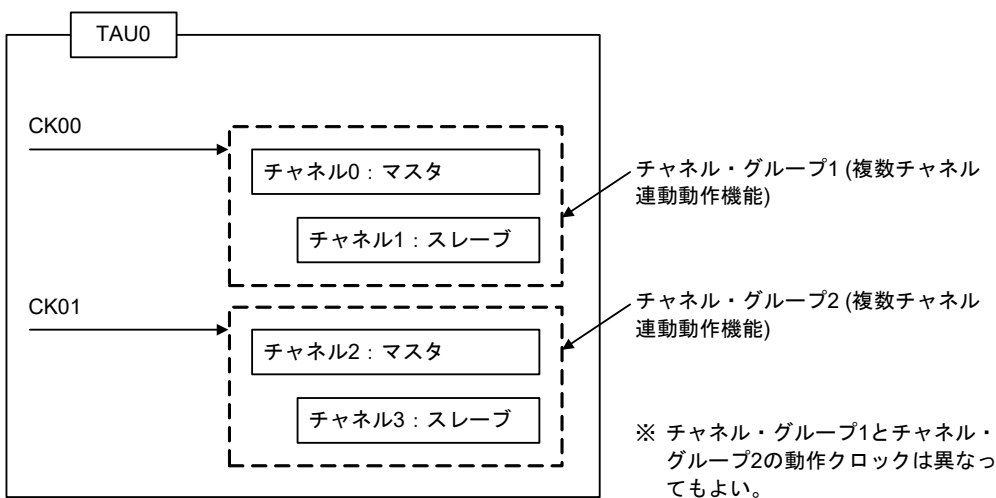 TAU0
CK00
チャネル0：マスタ
チャネル1：スレーブ
チャネル・グループ1 (複数チャネル
連動動作機能)
CK01
チャネル2：マスタ
チャネル3：スレーブ
チャネル・グループ2 (複数チャネル
連動動作機能)
※ チャネル・グループ1とチャネル・
グループ2の動作クロックは異なっ
てもよい。